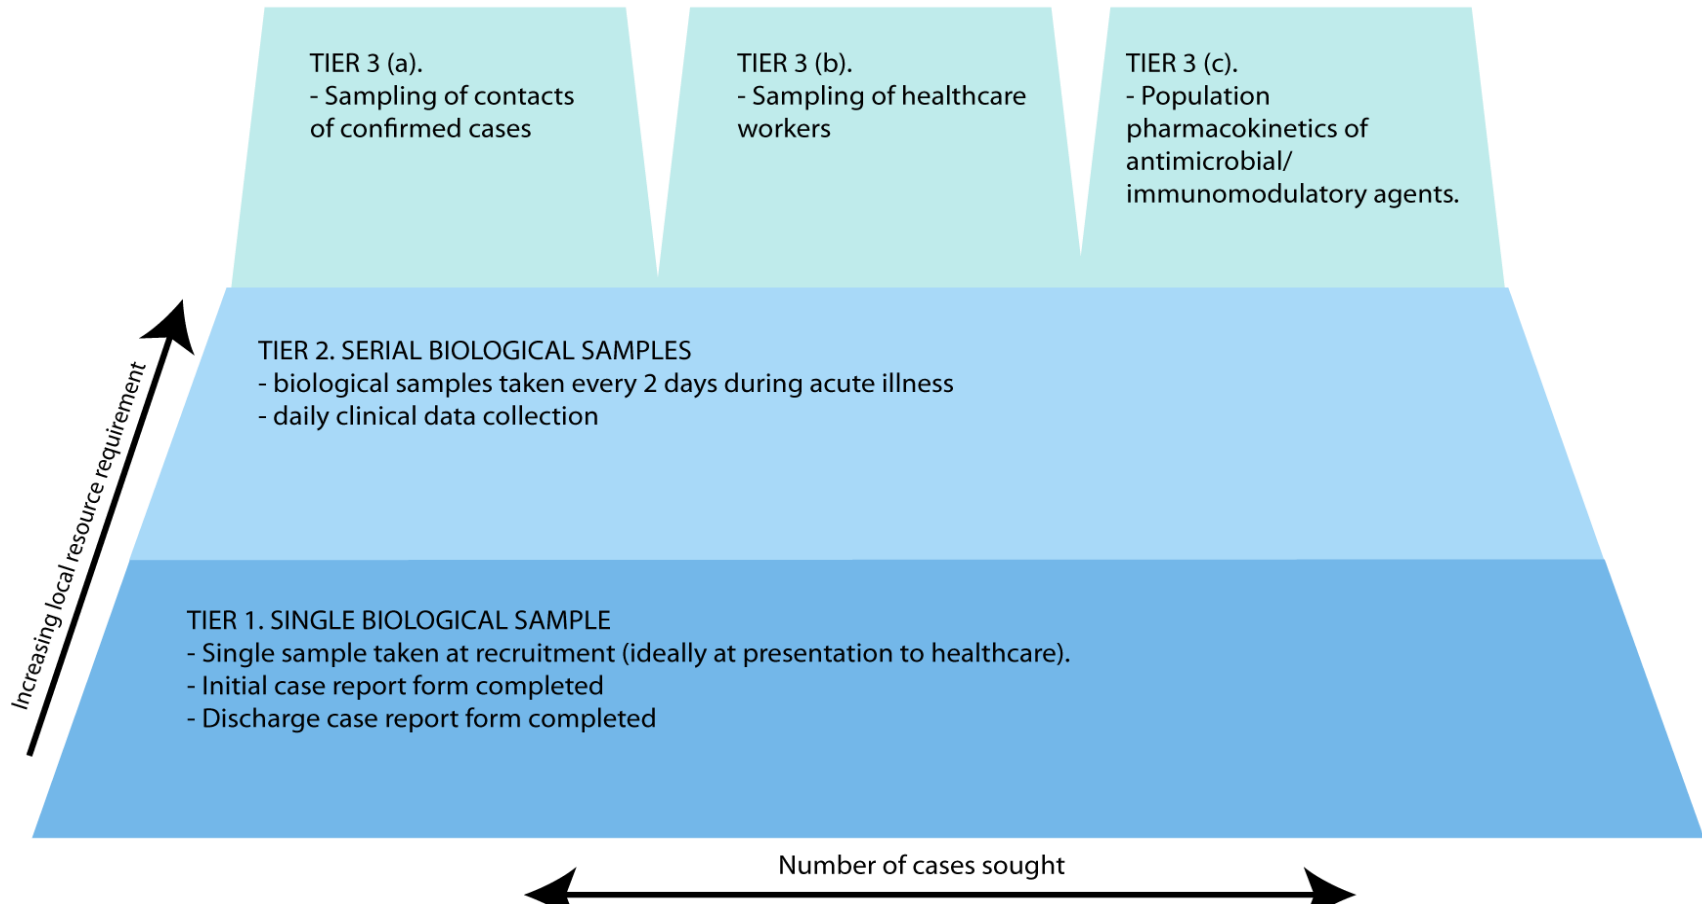 TIER 3 (a).
- Sampling of contacts
of confirmed cases
TIER 3 (b).
- Sampling of healthcare
workers
TIER 3 (c).
- Population
pharmacokinetics of
antimicrobial/
immunomodulatory agents.
TIER 2. SERIAL BIOLOGICAL SAMPLES
- biological samples taken every 2 days during acute illness
- daily clinical data collection
Increasing local resource requirement
TIER 1. SINGLE BIOLOGICAL SAMPLE
- Single sample taken at recruitment (ideally at presentation to healthcare).
- Initial case report form completed
- Discharge case report form completed
Number of cases sought